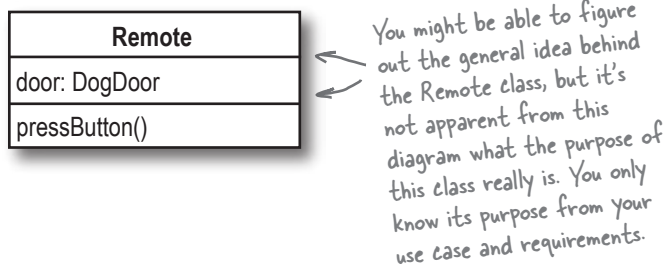 Remote
door: DogDoor
pressButton()
You might be able to figure
out the general idea behind
the Remote class, but it's
not apparent from this
diagram what the purpose of
this class really is. You only
know its purpose from your
use case and requirements.